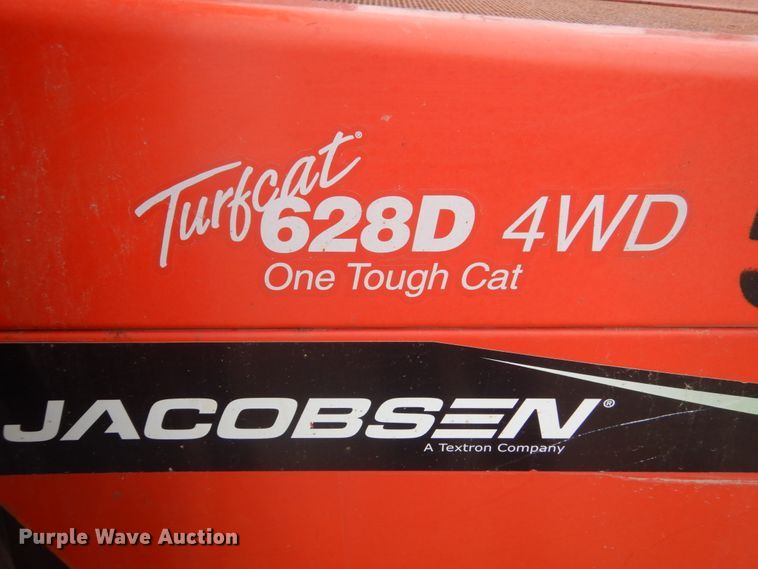 Turfcat®
628D 4WD
One Tough Cat
JACOBSEN®
A Textron Company
Purple Wave Auction